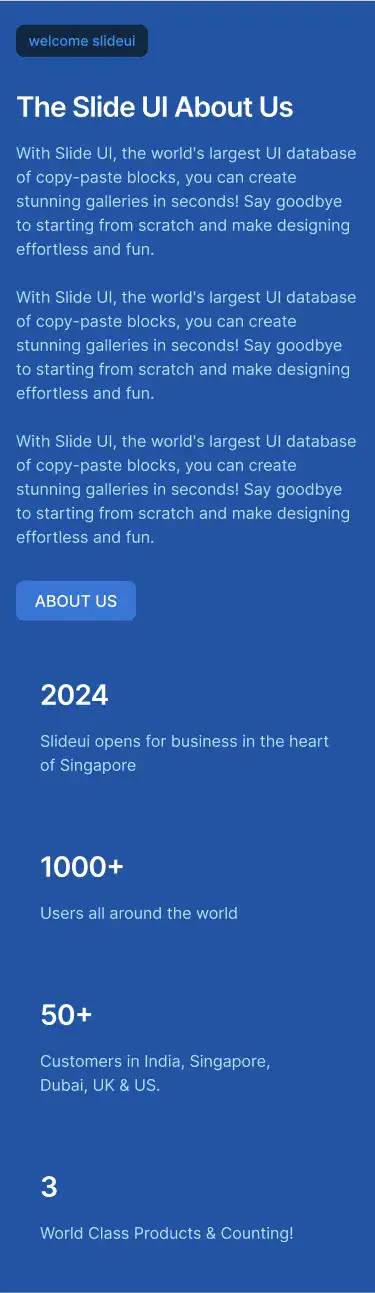 welcome slideui
The Slide UI About Us
With Slide UI, the world's largest UI database
of copy-paste blocks, you can create
stunning galleries in seconds! Say goodbye
to starting from scratch and make designing
effortless and fun.
With Slide UI, the world's largest UI database
of copy-paste blocks, you can create
stunning galleries in seconds! Say goodbye
to starting from scratch and make designing
effortless and fun.
With Slide UI, the world's largest UI database
of copy-paste blocks, you can create
stunning galleries in seconds! Say goodbye
to starting from scratch and make designing
effortless and fun.
ABOUT US
2024
Slideui opens for business in the heart
of Singapore
1000+
Users all around the world
50+
Customers in India, Singapore,
Dubai, UK & US.
3
World Class Products & Counting!